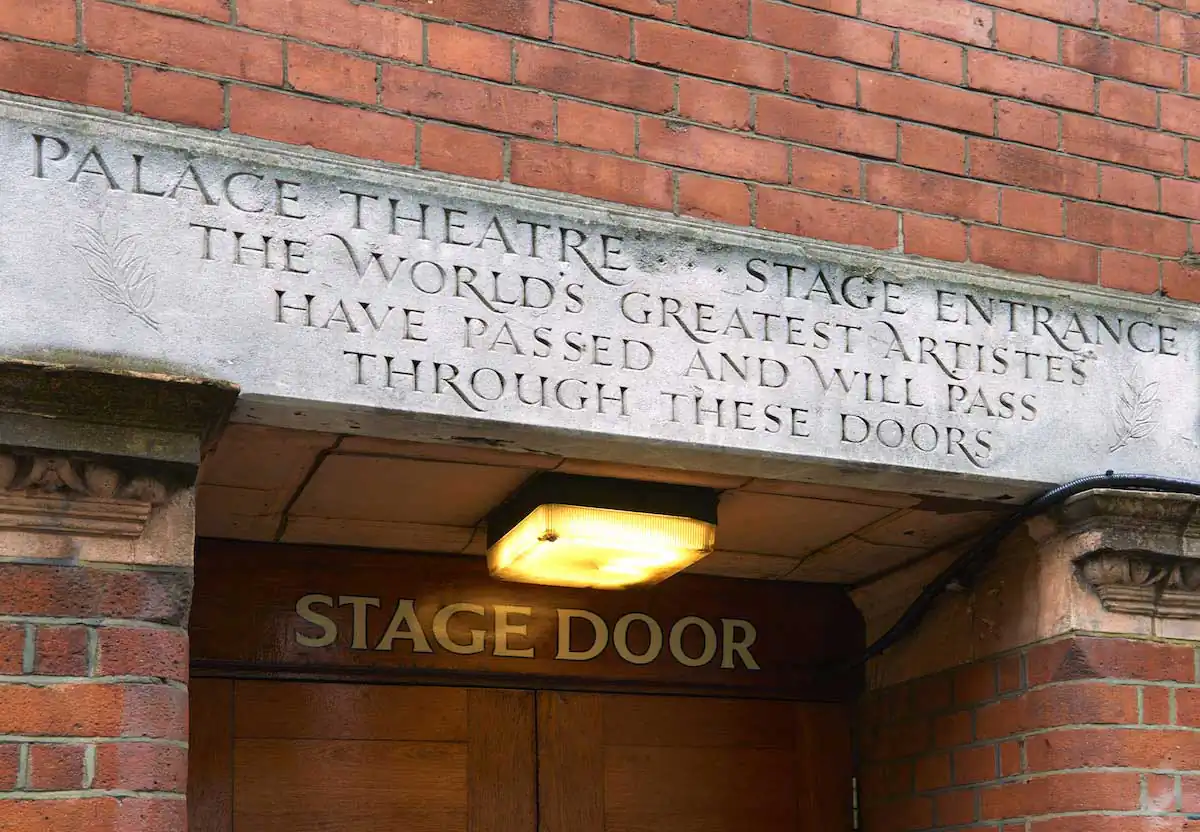 PALACE THEATRE · STAGE ENTRANCE
THE WORLD'S GREATEST ARTISTES
HAVE PASSED AND WILL PASS
THROUGH THESE DOORS
STAGE DOOR